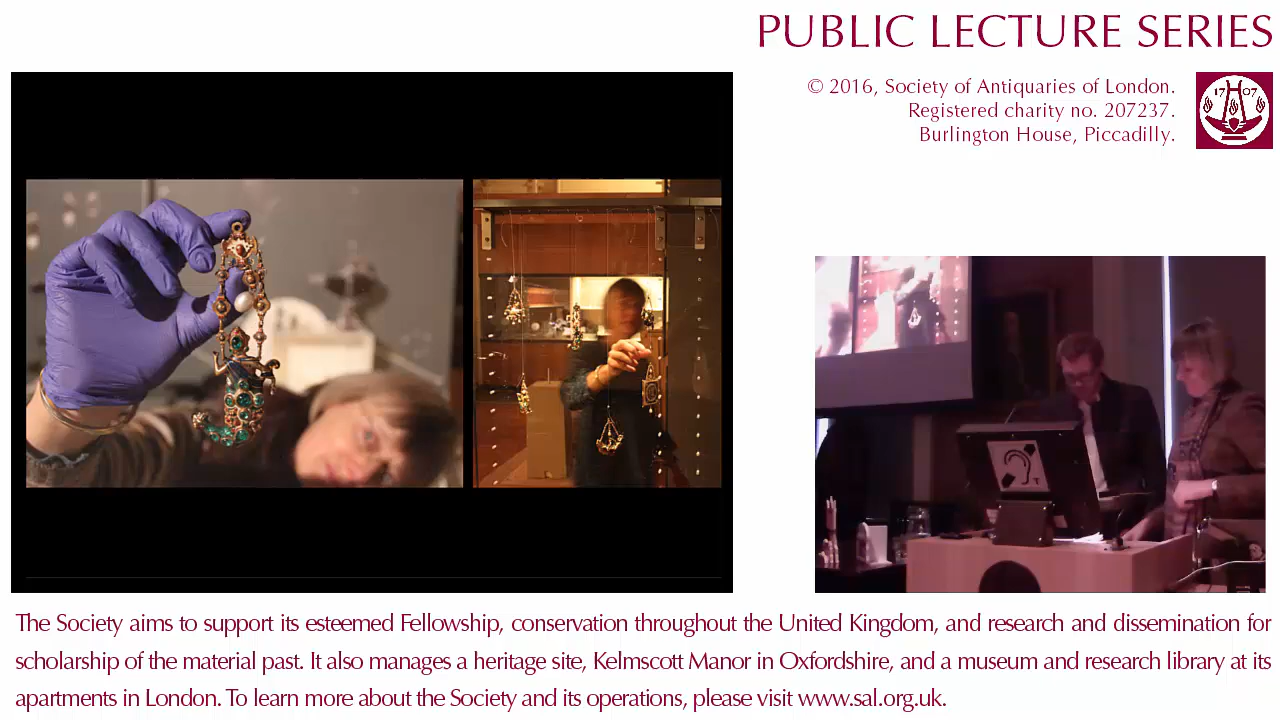 PUBLIC LECTURE SERIES
© 2016, Society of Antiquaries of London.
Registered charity no. 207237.
Burlington House, Piccadilly.
17 07
T
The Society aims to support its esteemed Fellowship, conservation throughout the United Kingdom, and research and dissemination for
scholarship of the material past. It also manages a heritage site, Kelmscott Manor in Oxfordshire, and a museum and research library at its
apartments in London. To learn more about the Society and its operations, please visit www.sal.org.uk.